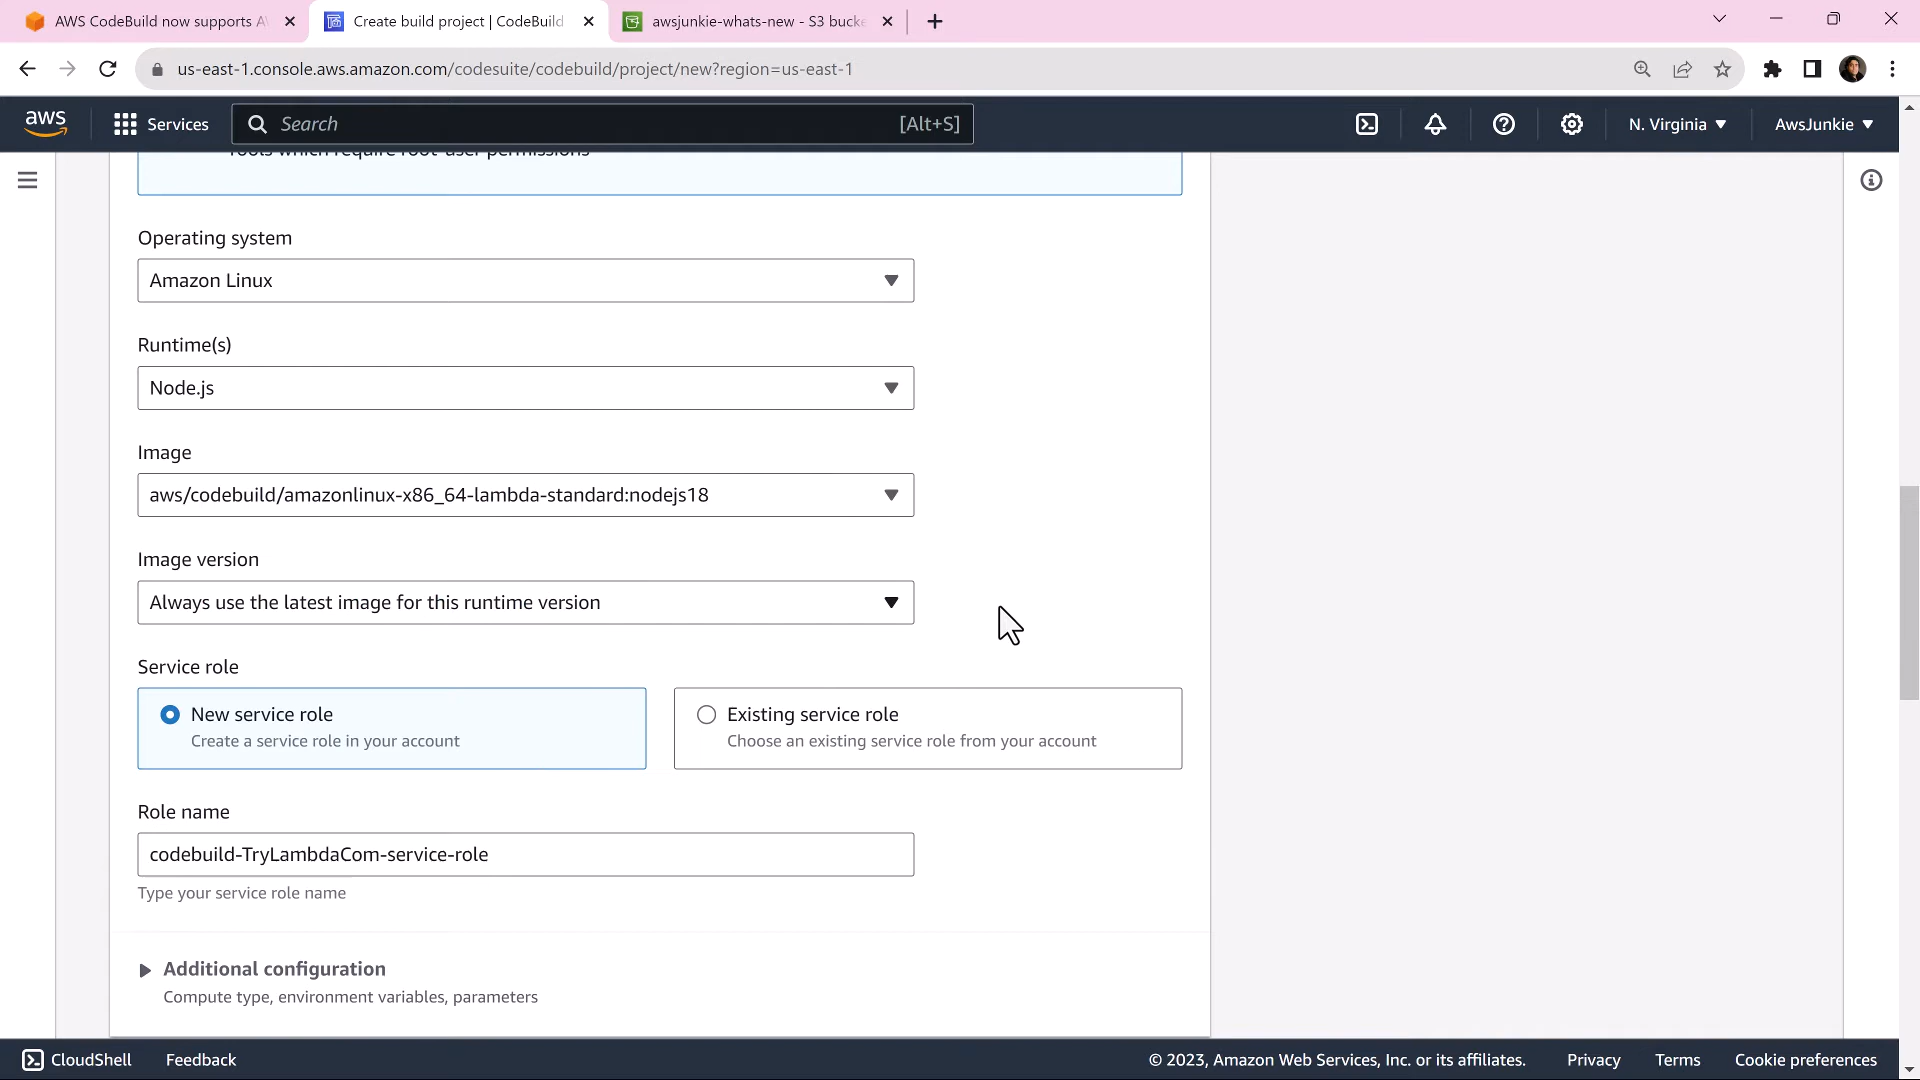 AWS CodeBuild now supports A
Create build project | CodeBuild
awsjunkie-whats-new - S3 bucke
us-east-1.console.aws.amazon.com/codesuite/codebuild/project/new?region=us-east-1
aws
Services
Search
[Alt+S]
N. Virginia
AwsJunkie
Tools which require root-user permissions
Operating system
Amazon Linux
Runtime(s)
Node.js
Image
aws/codebuild/amazonlinux-x86_64-lambda-standard:nodejs18
Image version
Always use the latest image for this runtime version
Service role
New service role
Create a service role in your account
Existing service role
Choose an existing service role from your account
Role name
codebuild-TryLambdaCom-service-role
Type your service role name
Additional configuration
Compute type, environment variables, parameters
CloudShell
Feedback
© 2023, Amazon Web Services, Inc. or its affiliates.
Privacy
Terms
Cookie preferences